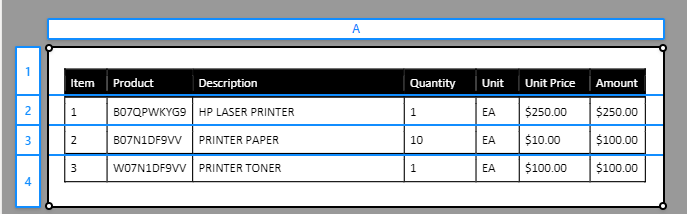 A
1 Item Product Description Quantity Unit Unit Price Amount
2 1 B07QPWKYG9 HP LASER PRINTER 1 EA $250.00 $250.00
3 2 B07N1DF9VV PRINTER PAPER 10 EA $10.00 $100.00
4 3 W07N1DF9VV PRINTER TONER 1 EA $100.00 $100.00